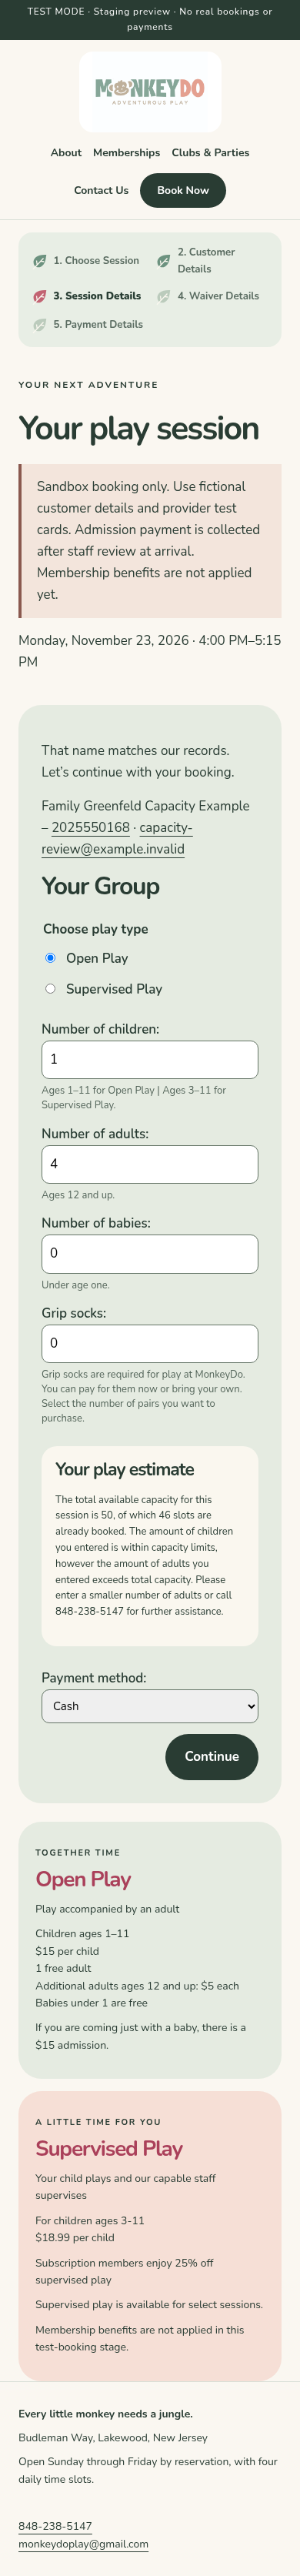 TEST MODE · Staging preview · No real bookings or
payments
MONKEYDO
ADVENTUROUS PLAY
About Memberships Clubs & Parties
Contact Us Book Now
1. Choose Session
2. Customer
Details
3. Session Details
4. Waiver Details
5. Payment Details
YOUR NEXT ADVENTURE
Your play session
Sandbox booking only. Use fictional
customer details and provider test
cards. Admission payment is collected
after staff review at arrival.
Membership benefits are not applied
yet.
Monday, November 23, 2026 · 4:00 PM–5:15
PM
That name matches our records.
Let's continue with your booking.
Family Greenfeld Capacity Example
– 2025550168 · capacity-
review@example.invalid
Your Group
Choose play type
Open Play
Supervised Play
Number of children:
1
Ages 1–11 for Open Play | Ages 3–11 for
Supervised Play.
Number of adults:
4
Ages 12 and up.
Number of babies:
0
Under age one.
Grip socks:
0
Grip socks are required for play at MonkeyDo.
You can pay for them now or bring your own.
Select the number of pairs you want to
purchase.
Your play estimate
The total available capacity for this
session is 50, of which 46 slots are
already booked. The amount of children
you entered is within capacity limits,
however the amount of adults you
entered exceeds total capacity. Please
enter a smaller number of adults or call
848-238-5147 for further assistance.
Payment method:
Cash
Continue
TOGETHER TIME
Open Play
Play accompanied by an adult
Children ages 1–11
$15 per child
1 free adult
Additional adults ages 12 and up: $5 each
Babies under 1 are free
If you are coming just with a baby, there is a
$15 admission.
A LITTLE TIME FOR YOU
Supervised Play
Your child plays and our capable staff
supervises
For children ages 3-11
$18.99 per child
Subscription members enjoy 25% off
supervised play
Supervised play is available for select sessions.
Membership benefits are not applied in this
test-booking stage.
Every little monkey needs a jungle.
Budleman Way, Lakewood, New Jersey
Open Sunday through Friday by reservation, with four
daily time slots.
848-238-5147
monkeydoplay@gmail.com